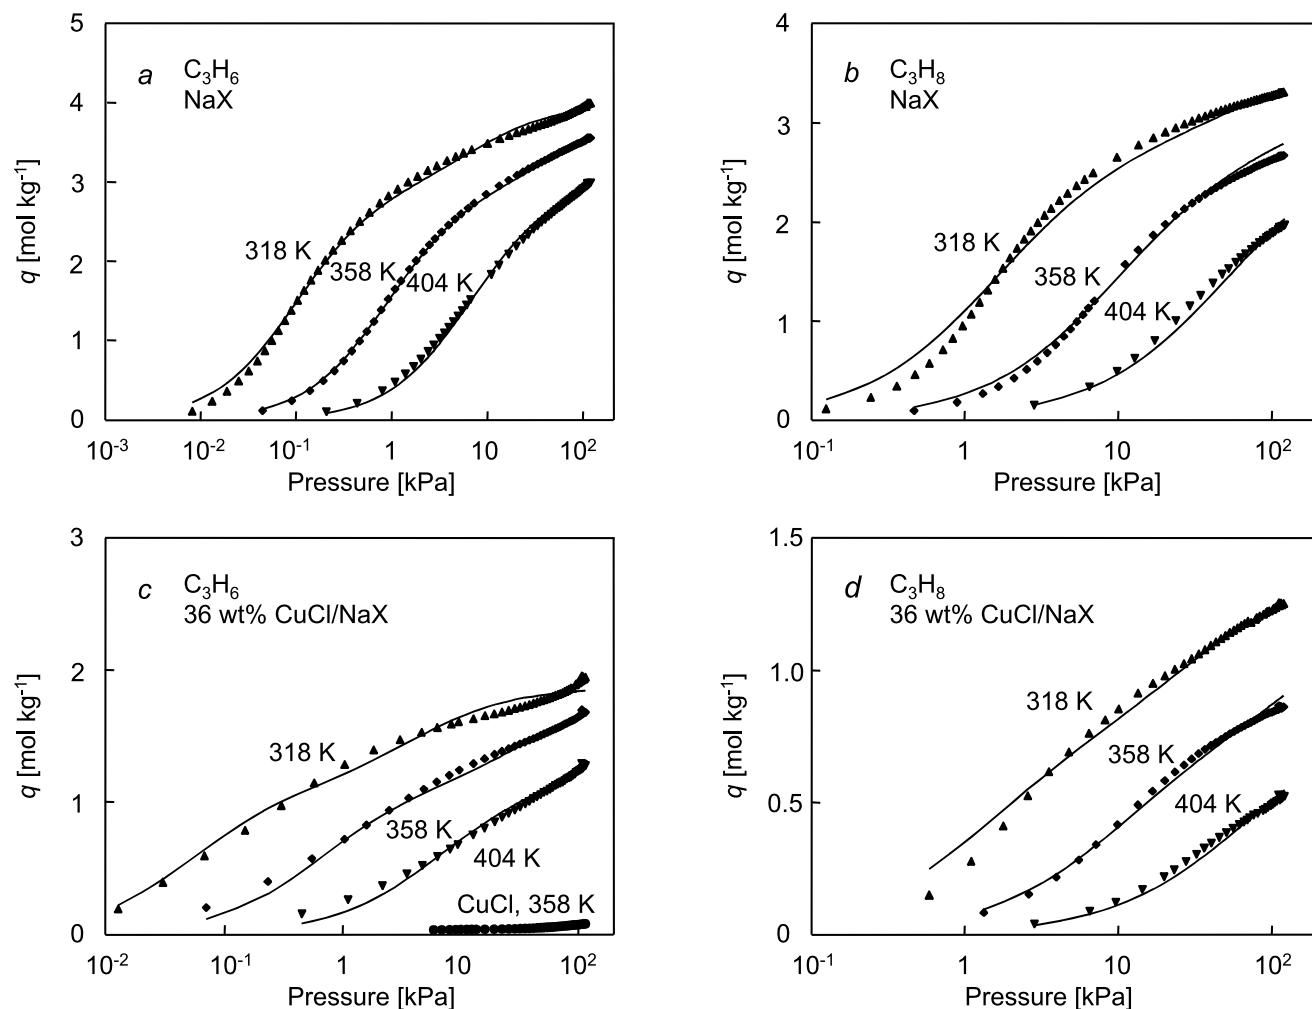 5
4
3
2
1
0
q [mol kg⁻¹]
a
C₃H₆
NaX
318 K
358 K
404 K
10⁻³
10⁻²
10⁻¹
1
10
10²
Pressure [kPa]
4
3
2
1
0
q [mol kg⁻¹]
b
C₃H₈
NaX
318 K
358 K
404 K
10⁻¹
1
10
10²
Pressure [kPa]
3
2
1
0
q [mol kg⁻¹]
c
C₃H₆
36 wt% CuCl/NaX
318 K
358 K
404 K
CuCl, 358 K
10⁻²
10⁻¹
1
10
10²
Pressure [kPa]
1.5
1.0
0.5
0
q [mol kg⁻¹]
d
C₃H₈
36 wt% CuCl/NaX
318 K
358 K
404 K
10⁻¹
1
10
10²
Pressure [kPa]